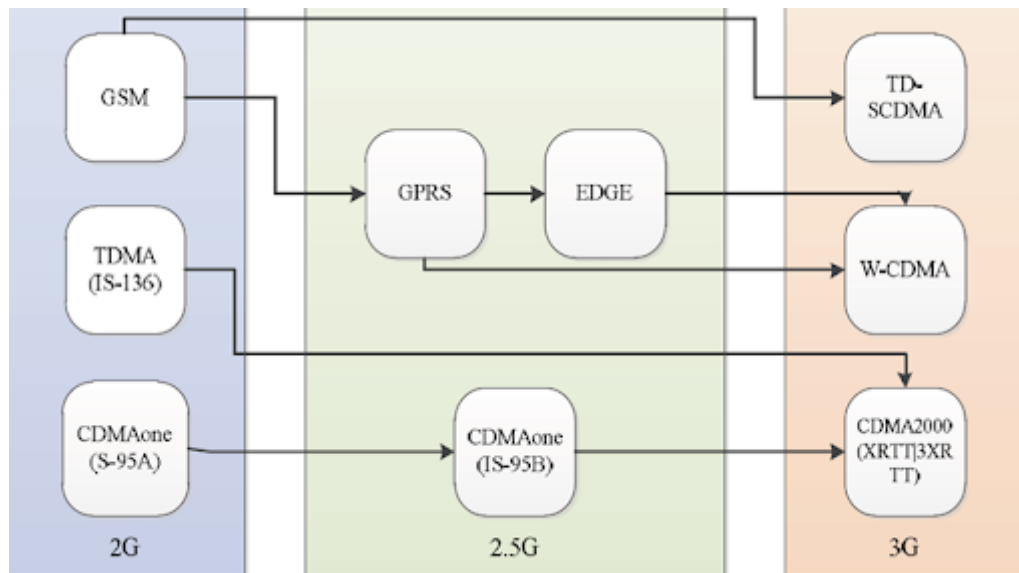 GSM
TD-
SCDMA
GPRS
EDGE
TDMA
(IS-136)
W-CDMA
CDMAone
(S-95A)
CDMAone
(IS-95B)
CDMA2000
(XRTT|3XR
TT)
2G
2.5G
3G